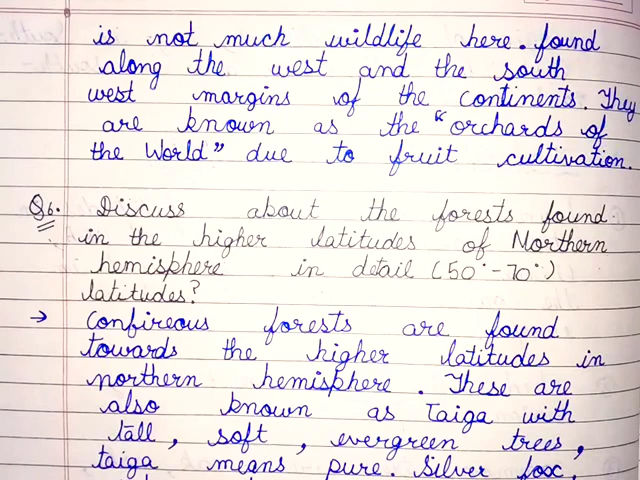 is not much wildlife here. found
along the west and the south
west margins of the continents. They
are known as the "orchards of
the World" due to fruit cultivation.
Q6. Discuss about the forests found
in the higher latitudes of Northern
hemisphere in detail (50°-70°)
latitudes?
→ Confireous forests are found
towards the higher latitudes in
northern hemisphere. These are
also known as Taiga with
tall, soft, evergreen trees,
taiga means pure. Silver fox,